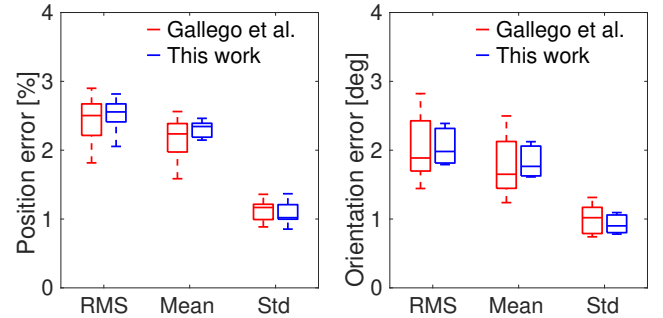 Position error [%]
4
3
2
1
0
Gallego et al.
This work
RMS Mean Std
Orientation error [deg]
4
3
2
1
0
Gallego et al.
This work
RMS Mean Std